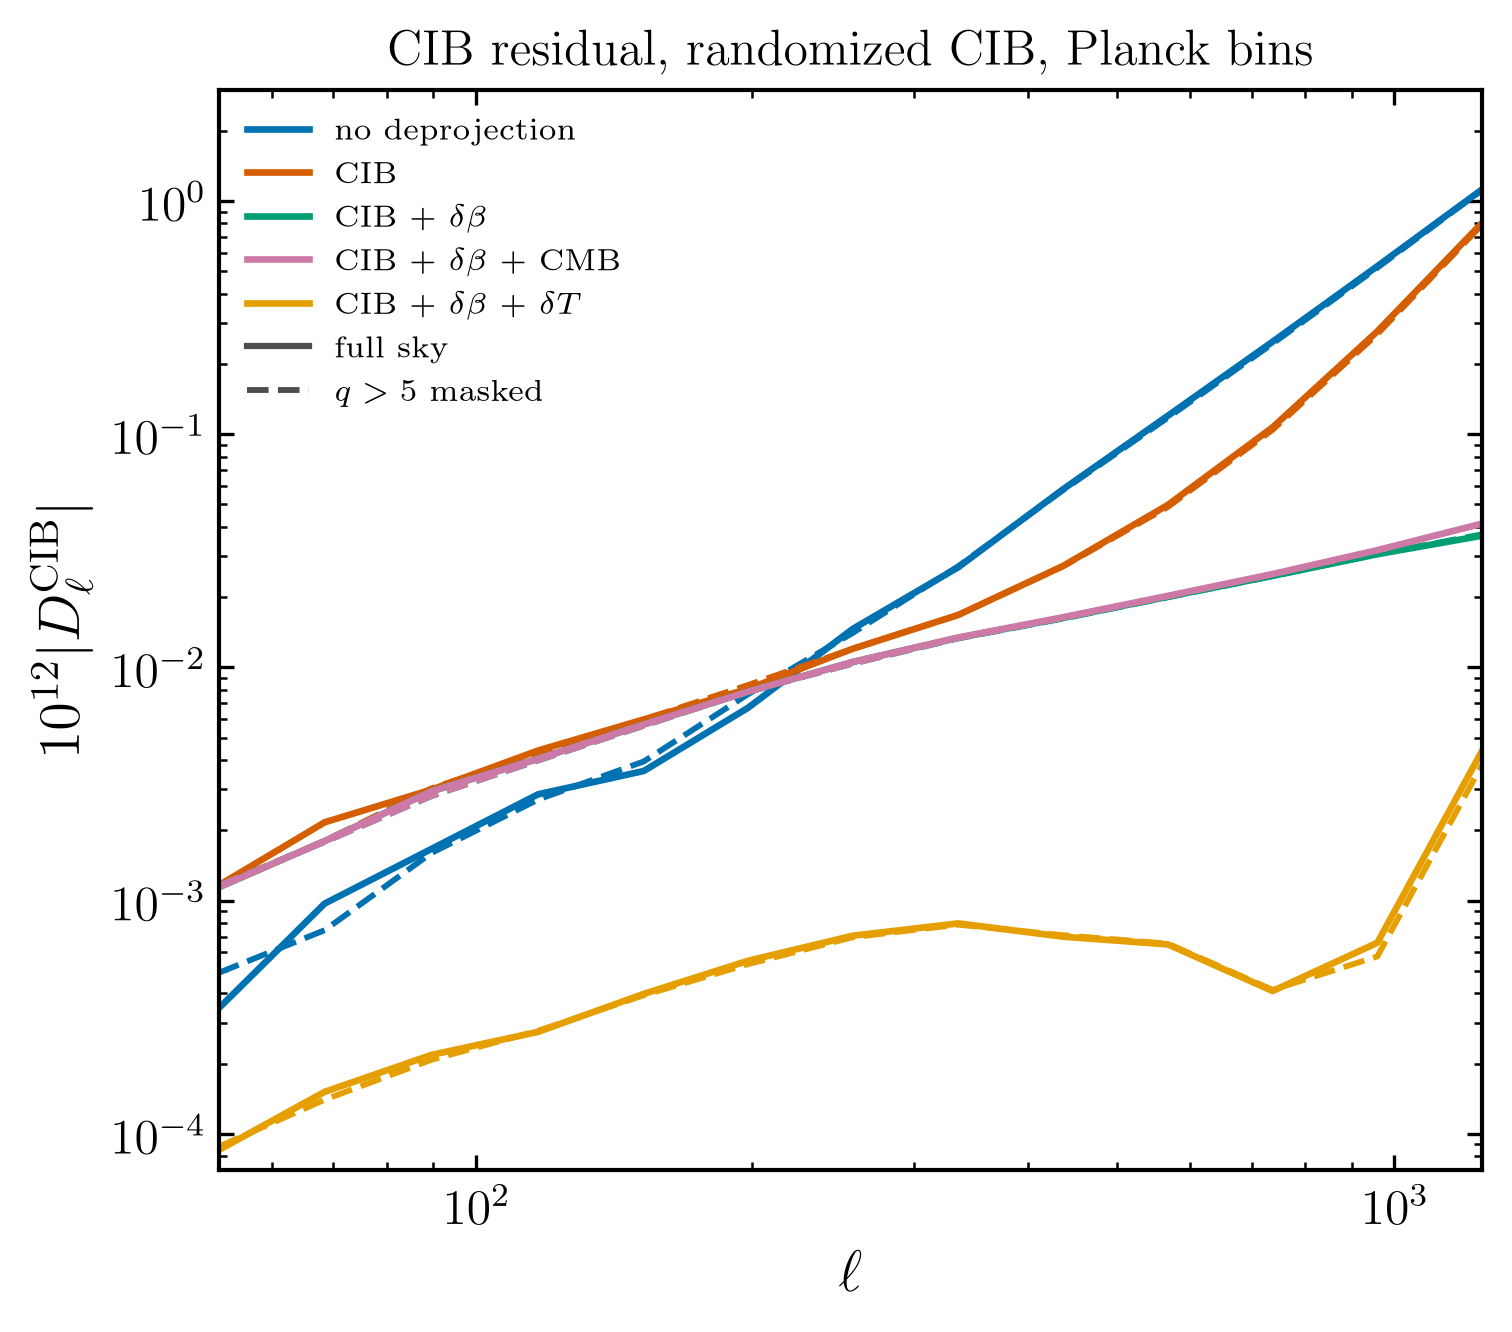 CIB residual, randomized CIB, Planck bins
no deprojection
CIB
CIB + δβ
CIB + δβ + CMB
CIB + δβ + δT
full sky
q > 5 masked
10^0
10^{-1}
10^{-2}
10^{-3}
10^{-4}
10^{12}|D_ℓ^{CIB}|
10^2
10^3
ℓ